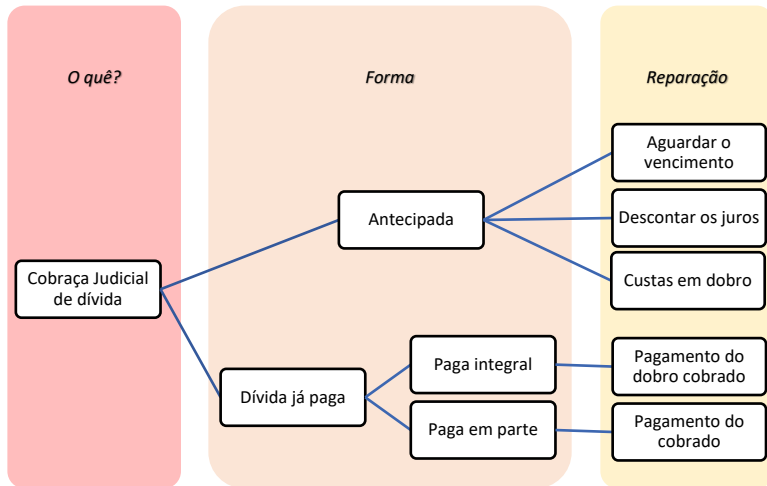 O quê?
Forma
Reparação
Aguardar o
vencimento
Antecipada
Descontar os juros
Custas em dobro
Cobraça Judicial
de dívida
Paga integral
Pagamento do
dobro cobrado
Dívida já paga
Paga em parte
Pagamento do
cobrado